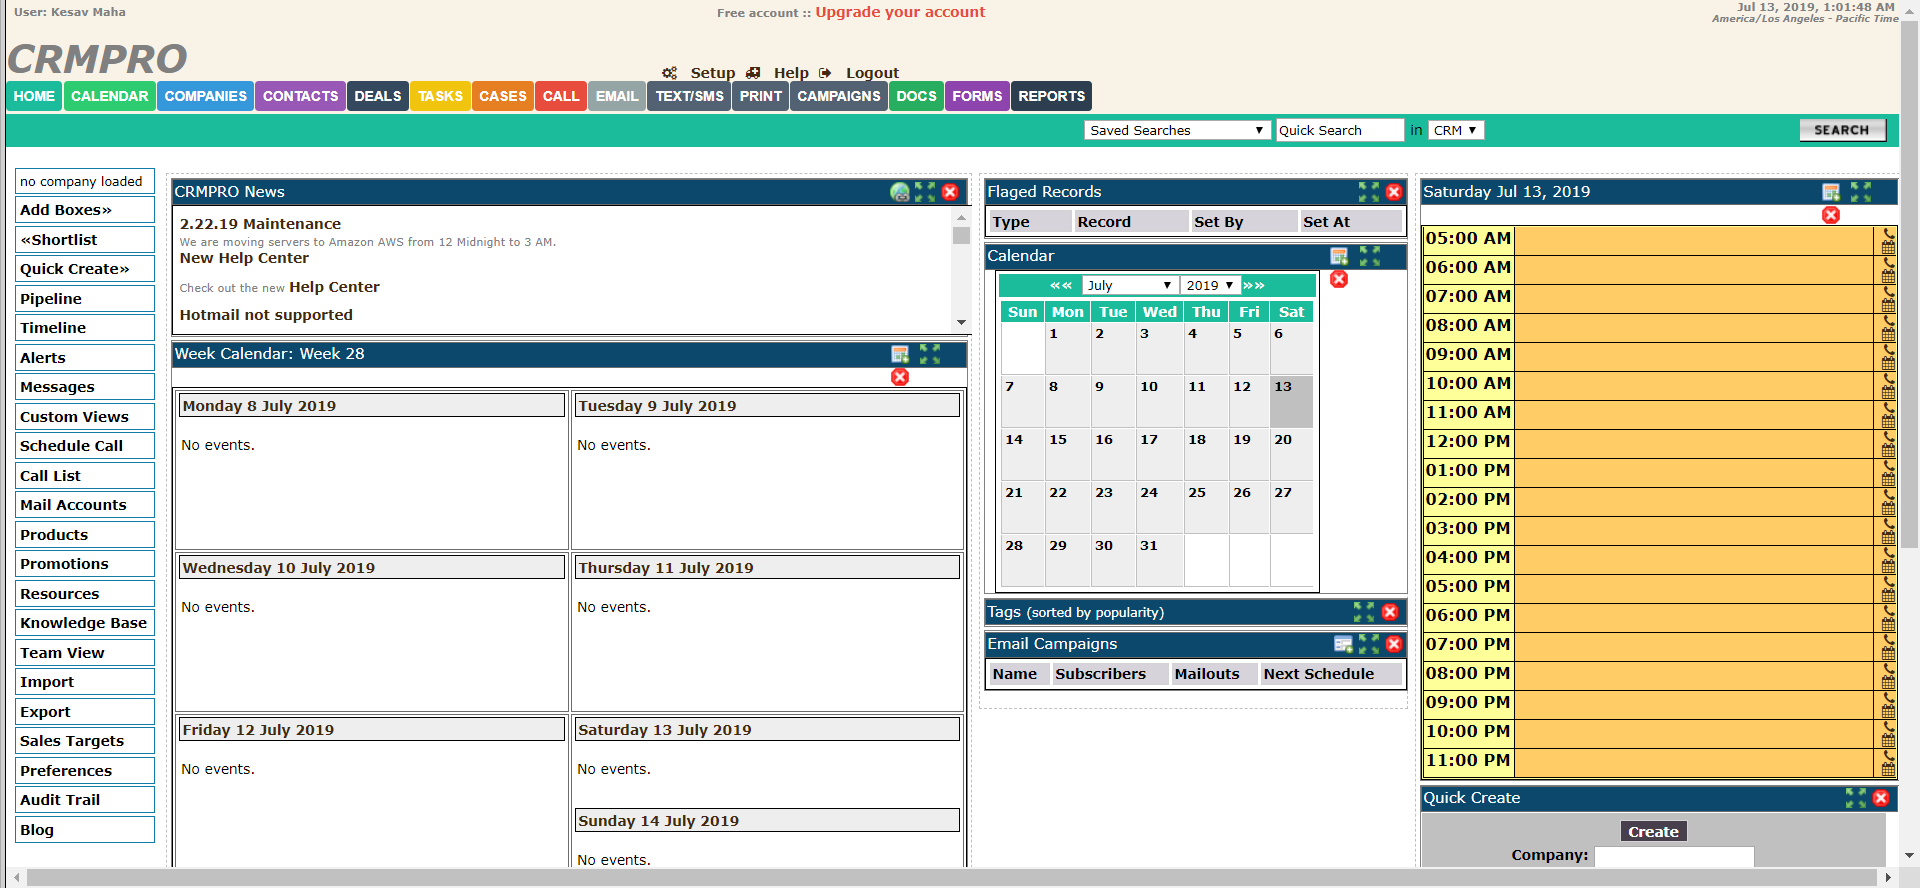 User: Kesav Maha
Free account :: Upgrade your account
Jul 13, 2019, 1:01:48 AM
America/Los Angeles - Pacific Time
CRMPRO
Setup Help Logout
HOME CALENDAR COMPANIES CONTACTS DEALS TASKS CASES CALL EMAIL TEXT/SMS PRINT CAMPAIGNS DOCS FORMS REPORTS
Saved Searches Quick Search in CRM SEARCH
no company loaded
Add Boxes»
«Shortlist
Quick Create»
Pipeline
Timeline
Alerts
Messages
Custom Views
Schedule Call
Call List
Mail Accounts
Products
Promotions
Resources
Knowledge Base
Team View
Import
Export
Sales Targets
Preferences
Audit Trail
Blog
CRMPRO News
2.22.19 Maintenance
We are moving servers to Amazon AWS from 12 Midnight to 3 AM.
New Help Center
Check out the new Help Center
Hotmail not supported
Week Calendar: Week 28
Monday 8 July 2019
No events.
Tuesday 9 July 2019
No events.
Wednesday 10 July 2019
No events.
Thursday 11 July 2019
No events.
Friday 12 July 2019
No events.
Saturday 13 July 2019
No events.
Sunday 14 July 2019
No events.
Flaged Records
Type Record Set By Set At
Calendar
«« July 2019 »»
Sun Mon Tue Wed Thu Fri Sat
1 2 3 4 5 6
7 8 9 10 11 12 13
14 15 16 17 18 19 20
21 22 23 24 25 26 27
28 29 30 31
Tags (sorted by popularity)
Email Campaigns
Name Subscribers Mailouts Next Schedule
Saturday Jul 13, 2019
05:00 AM
06:00 AM
07:00 AM
08:00 AM
09:00 AM
10:00 AM
11:00 AM
12:00 PM
01:00 PM
02:00 PM
03:00 PM
04:00 PM
05:00 PM
06:00 PM
07:00 PM
08:00 PM
09:00 PM
10:00 PM
11:00 PM
Quick Create
Create
Company: